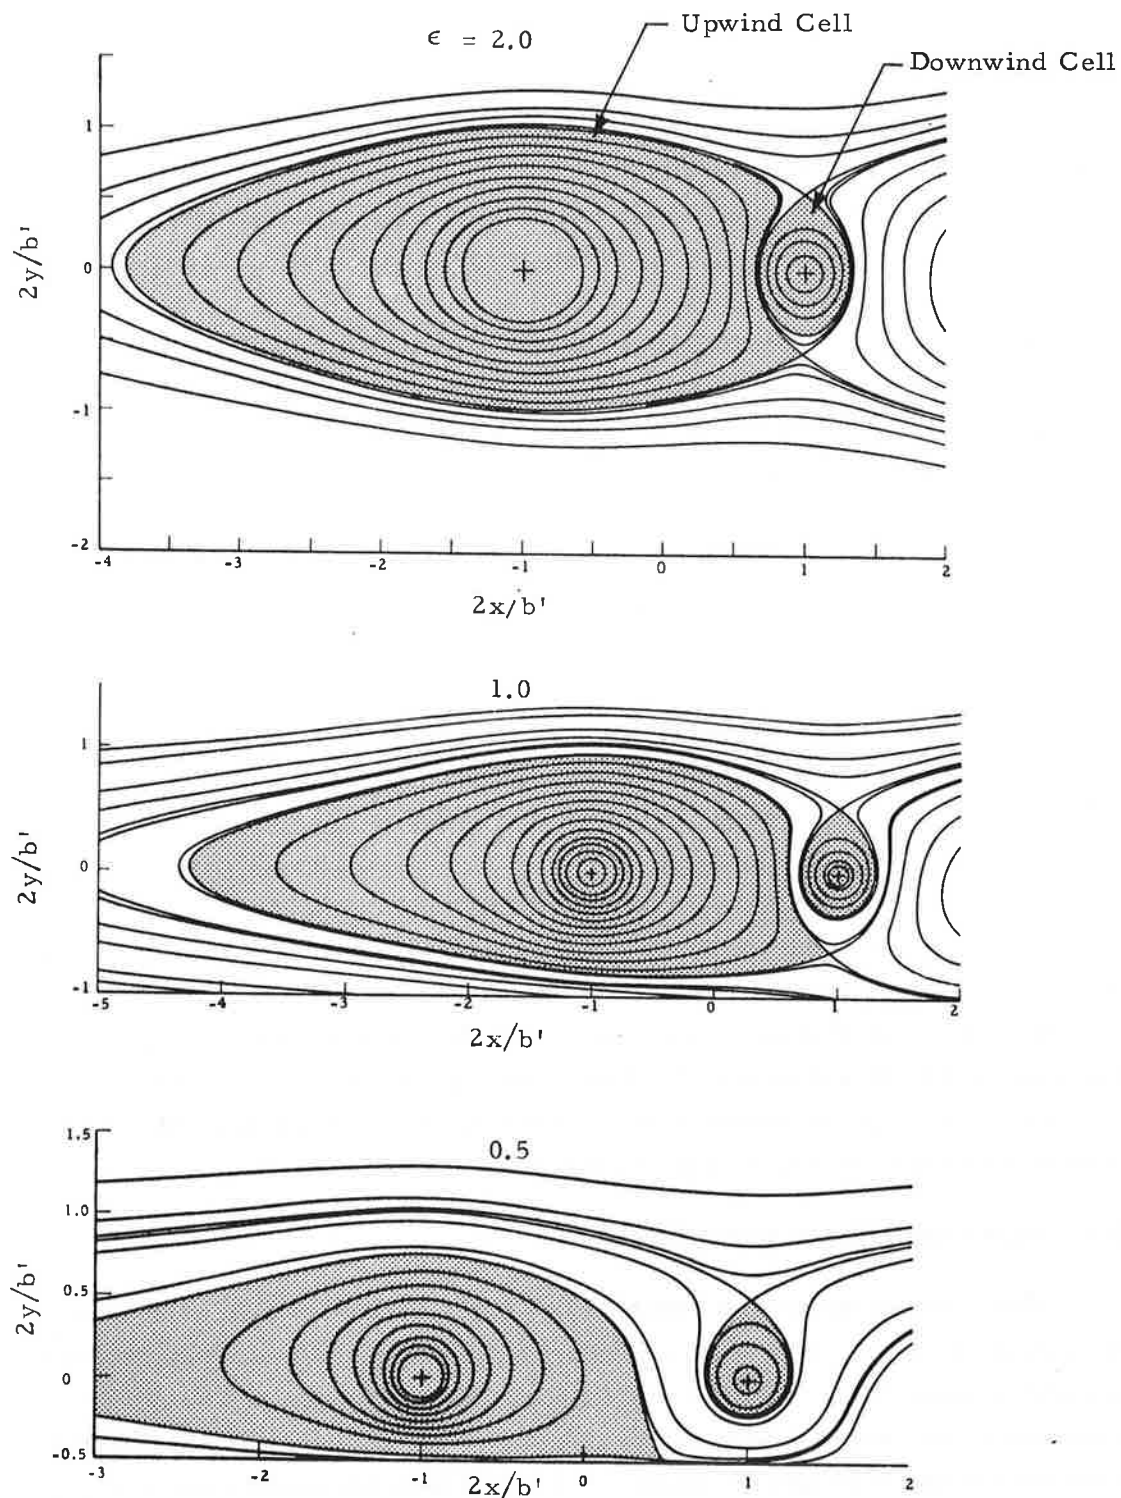 ϵ = 2.0
Upwind Cell
Downwind Cell
2y/b'
1
0
-1
-2
-4 -3 -2 -1 0 1 2
2x/b'
1.0
2y/b'
1
0
-1
-5 -4 -3 -2 -1 0 1 2
2x/b'
0.5
2y/b'
1.5
1.0
0.5
0
-0.5
-3 -2 -1 0 1 2
2x/b'